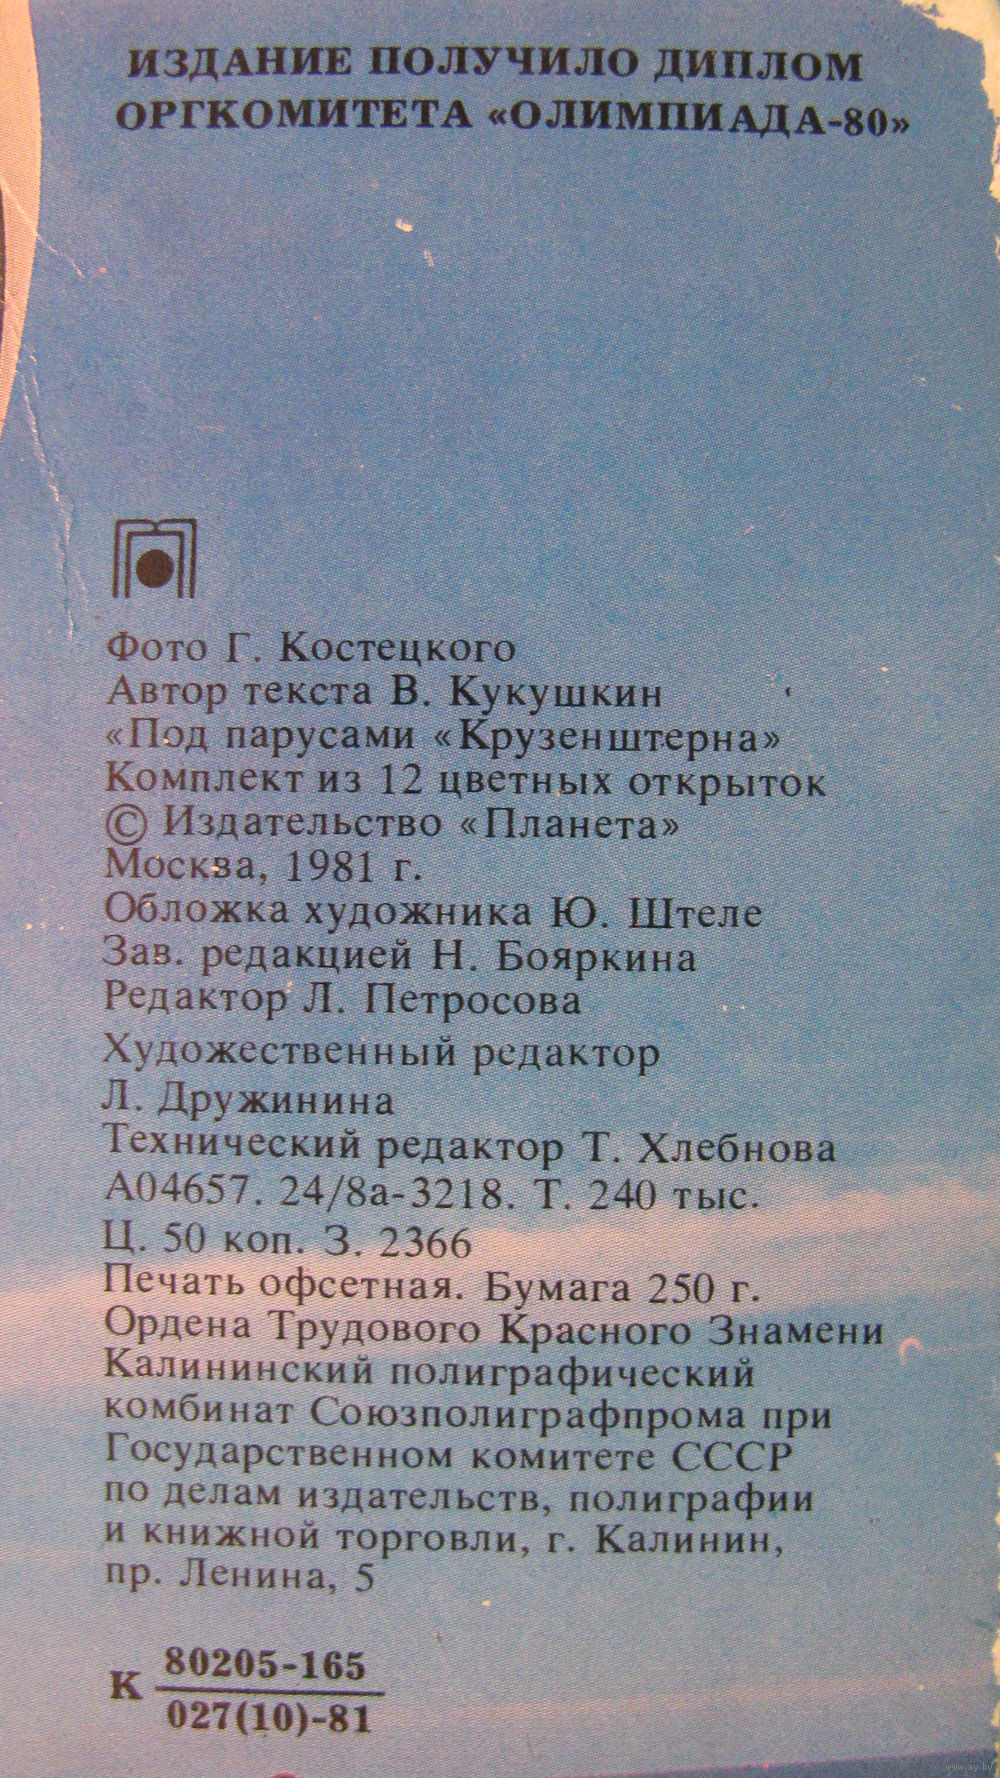 ИЗДАНИЕ ПОЛУЧИЛО ДИПЛОМ
ОРГКОМИТЕТА «ОЛИМПИАДА-80»
Фото Г. Костецкого
Автор текста В. Кукушкин
«Под парусами «Крузенштерна»
Комплект из 12 цветных открыток
© Издательство «Планета»
Москва, 1981 г.
Обложка художника Ю. Штеле
Зав. редакцией Н. Бояркина
Редактор Л. Петросова
Художественный редактор
Л. Дружинина
Технический редактор Т. Хлебнова
А04657. 24/8а-3218. Т. 240 тыс.
Ц. 50 коп. З. 2366
Печать офсетная. Бумага 250 г.
Ордена Трудового Красного Знамени
Калининский полиграфический
комбинат Союзполиграфпрома при
Государственном комитете СССР
по делам издательств, полиграфии
и книжной торговли, г. Калинин,
пр. Ленина, 5
К 80205-165
027(10)-81
www.ay.by